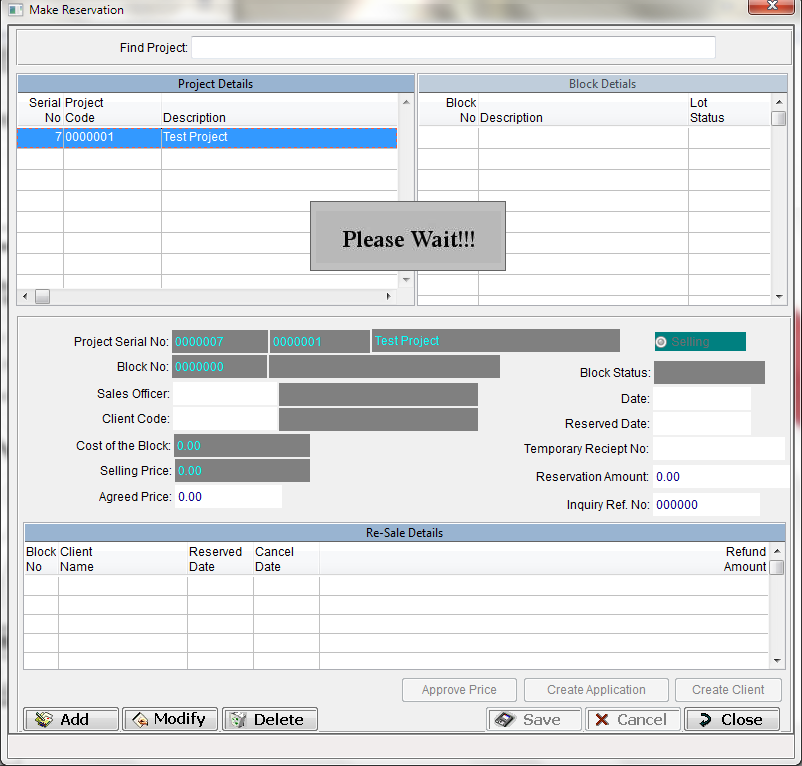 Make Reservation
Find Project:
Project Details
Serial Project
No Code Description
7 0000001 Test Project
Block Detials
Block Lot
No Description Status
Please Wait!!!
Project Serial No: 0000007 0000001 Test Project
Selling
Block No: 0000000
Block Status:
Sales Officer:
Date:
Client Code:
Reserved Date:
Cost of the Block: 0.00
Temporary Reciept No:
Selling Price: 0.00
Reservation Amount: 0.00
Agreed Price: 0.00
Inquiry Ref. No: 000000
Re-Sale Details
Block Client Reserved Cancel Refund
No Name Date Date Amount
Approve Price Create Application Create Client
Add Modify Delete Save Cancel Close